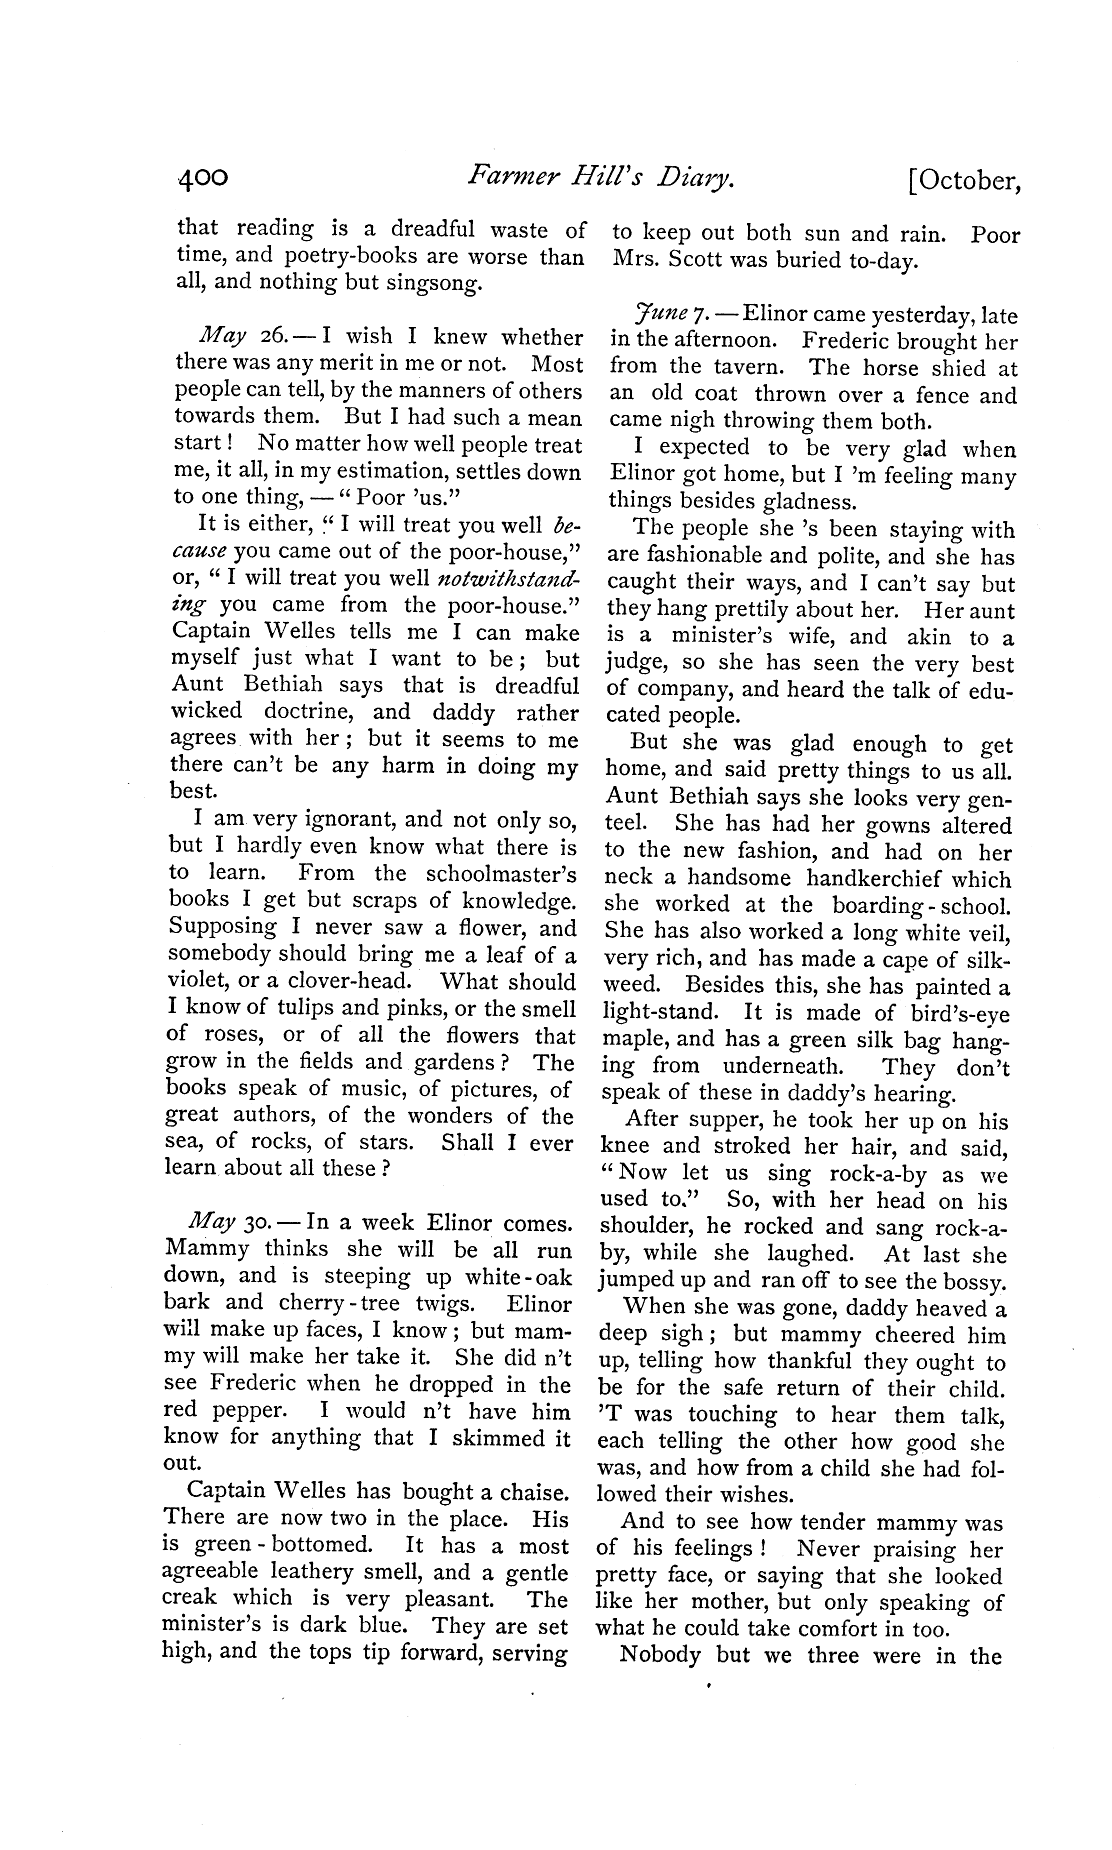 400 Farmer Hill's Diary. [October,
that reading is a dreadful waste of
time, and poetry-books are worse than
all, and nothing but singsong.
May 26. — I wish I knew whether
there was any merit in me or not. Most
people can tell, by the manners of others
towards them. But I had such a mean
start ! No matter how well people treat
me, it all, in my estimation, settles down
to one thing, — " Poor 'us."
It is either, " I will treat you well be-
cause you came out of the poor-house,"
or, " I will treat you well notwithstand-
ing you came from the poor-house."
Captain Welles tells me I can make
myself just what I want to be ; but
Aunt Bethiah says that is dreadful
wicked doctrine, and daddy rather
agrees with her ; but it seems to me
there can't be any harm in doing my
best.
I am very ignorant, and not only so,
but I hardly even know what there is
to learn. From the schoolmaster's
books I get but scraps of knowledge.
Supposing I never saw a flower, and
somebody should bring me a leaf of a
violet, or a clover-head. What should
I know of tulips and pinks, or the smell
of roses, or of all the flowers that
grow in the fields and gardens ? The
books speak of music, of pictures, of
great authors, of the wonders of the
sea, of rocks, of stars. Shall I ever
learn about all these ?
May 30. — In a week Elinor comes.
Mammy thinks she will be all run
down, and is steeping up white-oak
bark and cherry-tree twigs. Elinor
will make up faces, I know ; but mam-
my will make her take it. She did n't
see Frederic when he dropped in the
red pepper. I would n't have him
know for anything that I skimmed it
out.
Captain Welles has bought a chaise.
There are now two in the place. His
is green-bottomed. It has a most
agreeable leathery smell, and a gentle
creak which is very pleasant. The
minister's is dark blue. They are set
high, and the tops tip forward, serving
to keep out both sun and rain. Poor
Mrs. Scott was buried to-day.
June 7. — Elinor came yesterday, late
in the afternoon. Frederic brought her
from the tavern. The horse shied at
an old coat thrown over a fence and
came nigh throwing them both.
I expected to be very glad when
Elinor got home, but I 'm feeling many
things besides gladness.
The people she 's been staying with
are fashionable and polite, and she has
caught their ways, and I can't say but
they hang prettily about her. Her aunt
is a minister's wife, and akin to a
judge, so she has seen the very best
of company, and heard the talk of edu-
cated people.
But she was glad enough to get
home, and said pretty things to us all.
Aunt Bethiah says she looks very gen-
teel. She has had her gowns altered
to the new fashion, and had on her
neck a handsome handkerchief which
she worked at the boarding-school.
She has also worked a long white veil,
very rich, and has made a cape of silk-
weed. Besides this, she has painted a
light-stand. It is made of bird's-eye
maple, and has a green silk bag hang-
ing from underneath. They don't
speak of these in daddy's hearing.
After supper, he took her up on his
knee and stroked her hair, and said,
" Now let us sing rock-a-by as we
used to." So, with her head on his
shoulder, he rocked and sang rock-a-
by, while she laughed. At last she
jumped up and ran off to see the bossy.
When she was gone, daddy heaved a
deep sigh ; but mammy cheered him
up, telling how thankful they ought to
be for the safe return of their child.
'T was touching to hear them talk,
each telling the other how good she
was, and how from a child she had fol-
lowed their wishes.
And to see how tender mammy was
of his feelings ! Never praising her
pretty face, or saying that she looked
like her mother, but only speaking of
what he could take comfort in too.
Nobody but we three were in the